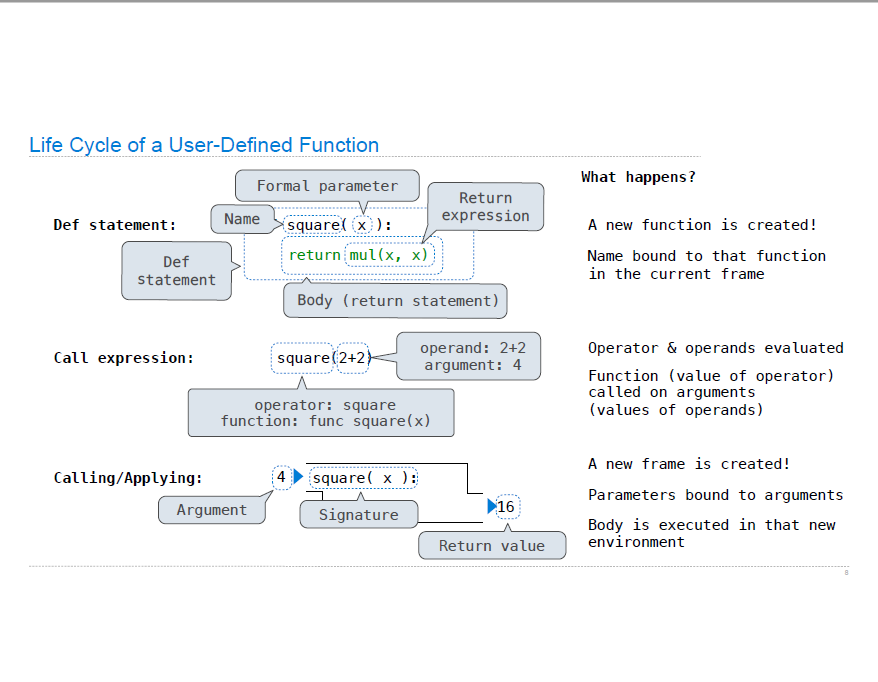 Life Cycle of a User-Defined Function
What happens?
Def statement:
Formal parameter
Name
Return
expression
square( x ):
return mul(x, x)
Def
statement
Body (return statement)
A new function is created!
Name bound to that function
in the current frame
Call expression:
square(2+2)
operand: 2+2
argument: 4
operator: square
function: func square(x)
Operator & operands evaluated
Function (value of operator)
called on arguments
(values of operands)
Calling/Applying:
4
square( x ):
Argument
Signature
16
Return value
A new frame is created!
Parameters bound to arguments
Body is executed in that new
environment
8